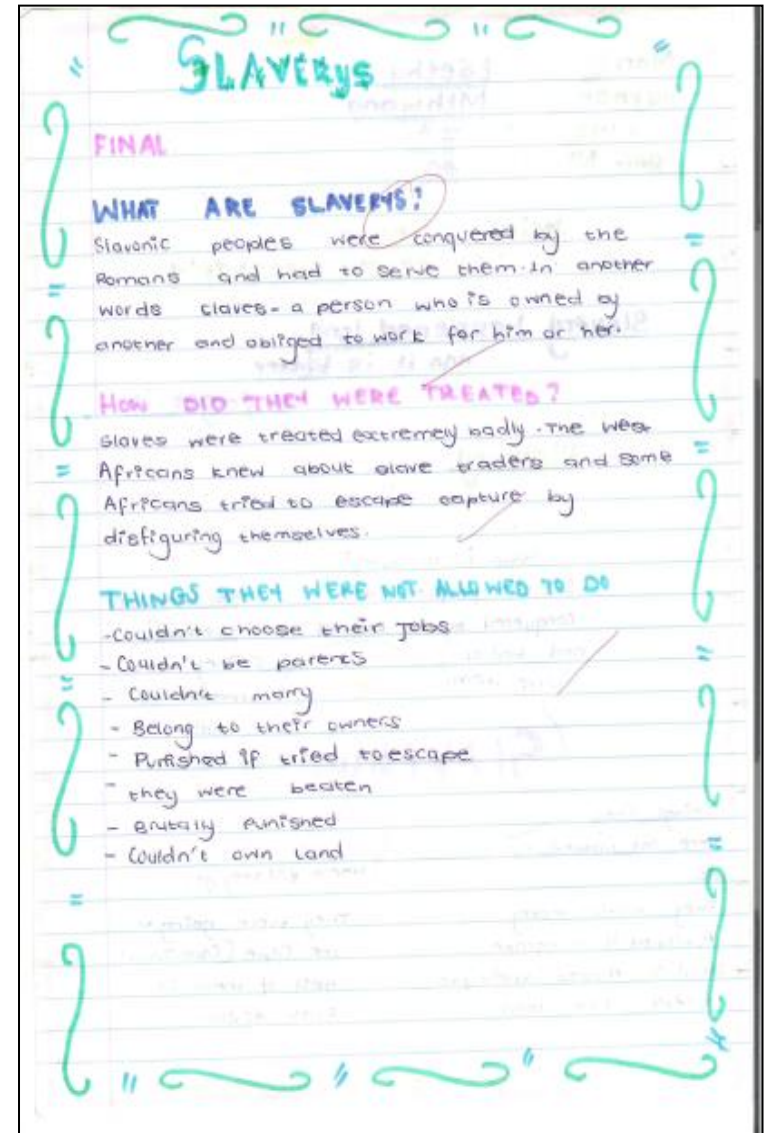 SLAVERYs
FINAL
WHAT ARE SLAVERYS?
Slavonic peoples were conquered by the
Romans and had to serve them. In another
words slaves - a person who is owned by
another and obliged to work for him or her.
HOW DID THEY WERE TREATED?
Slaves were treated extremey badly. The West
Africans knew about slave traders and some
Africans tried to escape capture by
disfiguring themselves.
THINGS THEY WERE NOT ALLOWED TO DO
-Couldn't choose their Jobs
- Couldn't be parents
- Couldn't marry
- Belong to their owners
- Punished if tried to escape
- they were beaten
- Brutally Punished
- Couldn't own Land